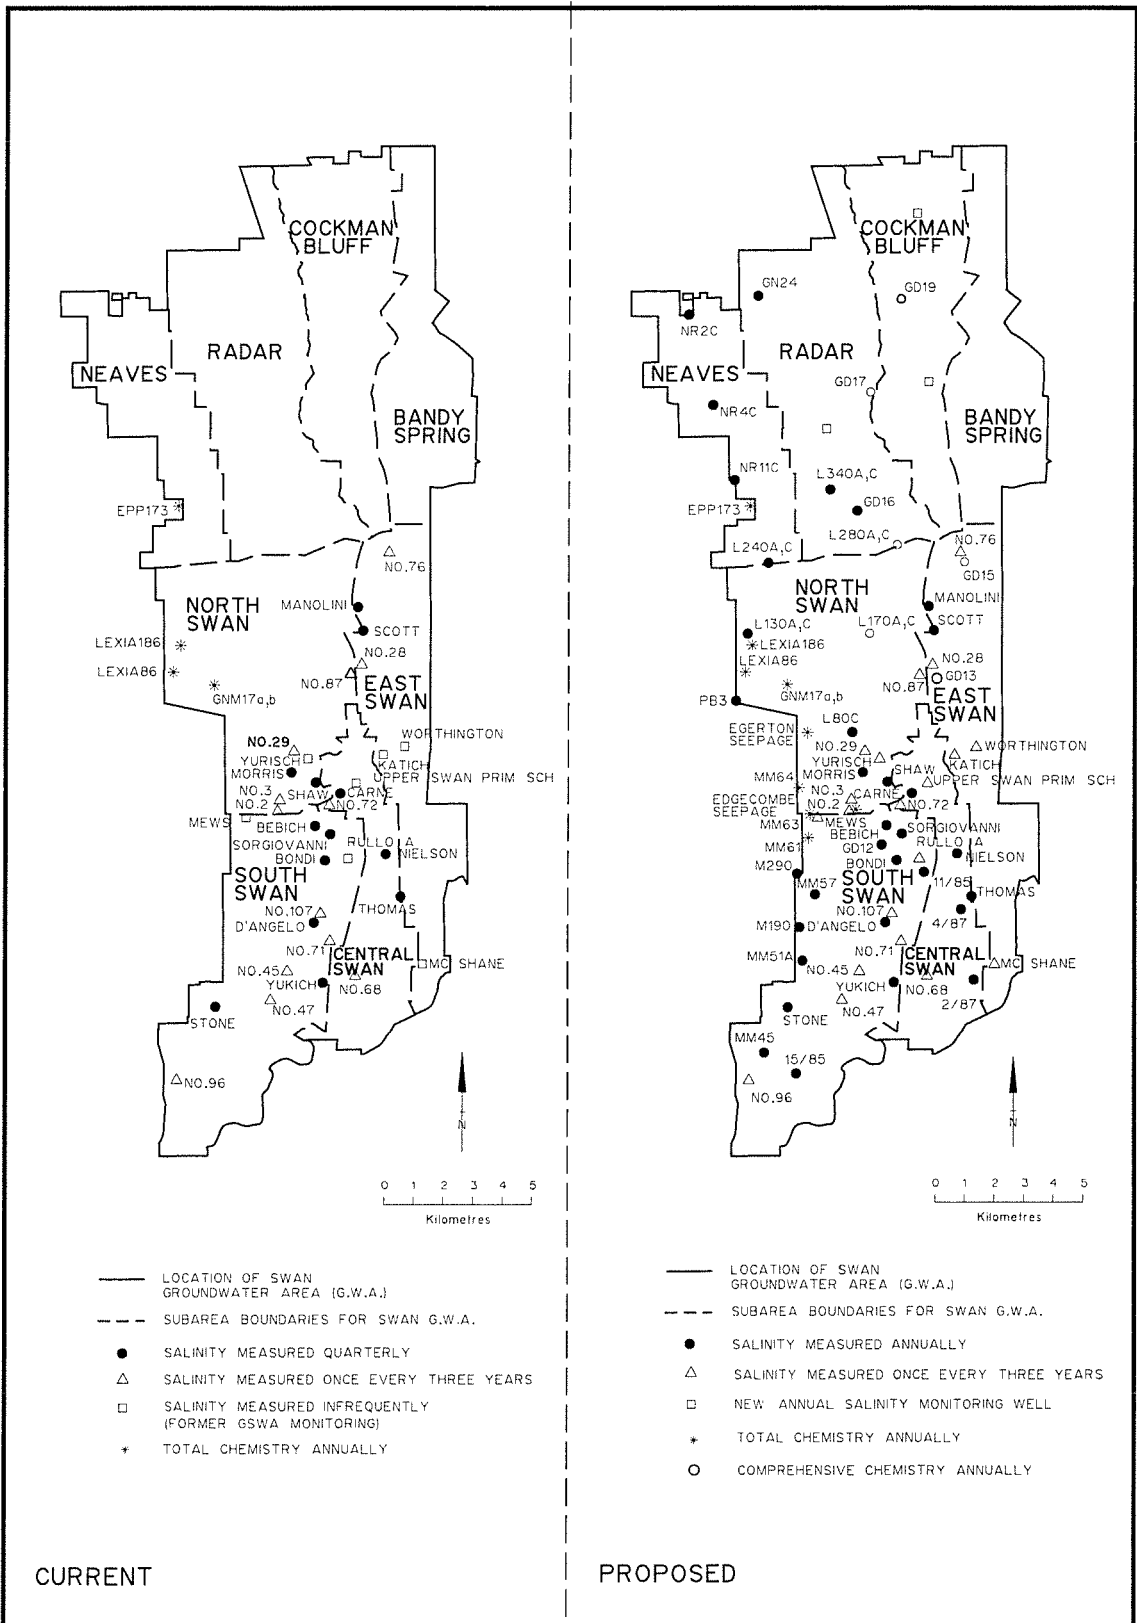 COCKMAN
BLUFF
RADAR
NEAVES
BANDY
SPRING
EPP173
NO.76
NORTH
SWAN
MANOLINI
SCOTT
LEXIA186
NO.28
LEXIA86
NO.87
EAST
SWAN
GNM17a,b
WORTHINGTON
NO.29
YURISCH
KATICH
MORRIS
UPPER SWAN PRIM SCH
NO.3
SHAW
CARNE
NO.2
NO.72
MEWS
BEBICH
SORGIOVANNI
RULLO A
BONDI
NIELSON
SOUTH
SWAN
THOMAS
NO.107
D'ANGELO
NO.71
CENTRAL
SWAN
MC SHANE
NO.45
YUKICH
NO.68
NO.47
STONE
NO.96
N
0 1 2 3 4 5
Kilometres
LOCATION OF SWAN
GROUNDWATER AREA (G.W.A.)
SUBAREA BOUNDARIES FOR SWAN G.W.A.
SALINITY MEASURED QUARTERLY
SALINITY MEASURED ONCE EVERY THREE YEARS
SALINITY MEASURED INFREQUENTLY
(FORMER GSWA MONITORING)
TOTAL CHEMISTRY ANNUALLY
CURRENT
COCKMAN
BLUFF
GN24
GD19
NR2C
RADAR
NEAVES
GD17
NR4C
BANDY
SPRING
NR11C
L340A,C
EPP173
GD16
L280A,C
NO.76
L240A,C
GD15
NORTH
SWAN
MANOLINI
L130A,C
L170A,C
SCOTT
LEXIA186
LEXIA86
NO.28
GD13
NO.87
GNM17a,b
EAST
SWAN
PB3
L80C
EGERTON
SEEPAGE
NO.29
WORTHINGTON
YURISCH
KATICH
MM64
MORRIS
SHAW
UPPER SWAN PRIM SCH
NO.3
CARNE
EDGECOMBE
SEEPAGE
NO.2
NO.72
MM63
MEWS
SORGIOVANNI
BEBICH
MM61
GD12
RULLO A
NIELSON
M290
BONDI
MM57
SOUTH
SWAN
11/85
THOMAS
NO.107
4/87
M190
D'ANGELO
NO.71
MM51A
CENTRAL
SWAN
MC SHANE
NO.45
YUKICH
NO.68
2/87
NO.47
STONE
MM45
15/85
NO.96
N
0 1 2 3 4 5
Kilometres
LOCATION OF SWAN
GROUNDWATER AREA (G.W.A.)
SUBAREA BOUNDARIES FOR SWAN G.W.A.
SALINITY MEASURED ANNUALLY
SALINITY MEASURED ONCE EVERY THREE YEARS
NEW ANNUAL SALINITY MONITORING WELL
TOTAL CHEMISTRY ANNUALLY
COMPREHENSIVE CHEMISTRY ANNUALLY
PROPOSED